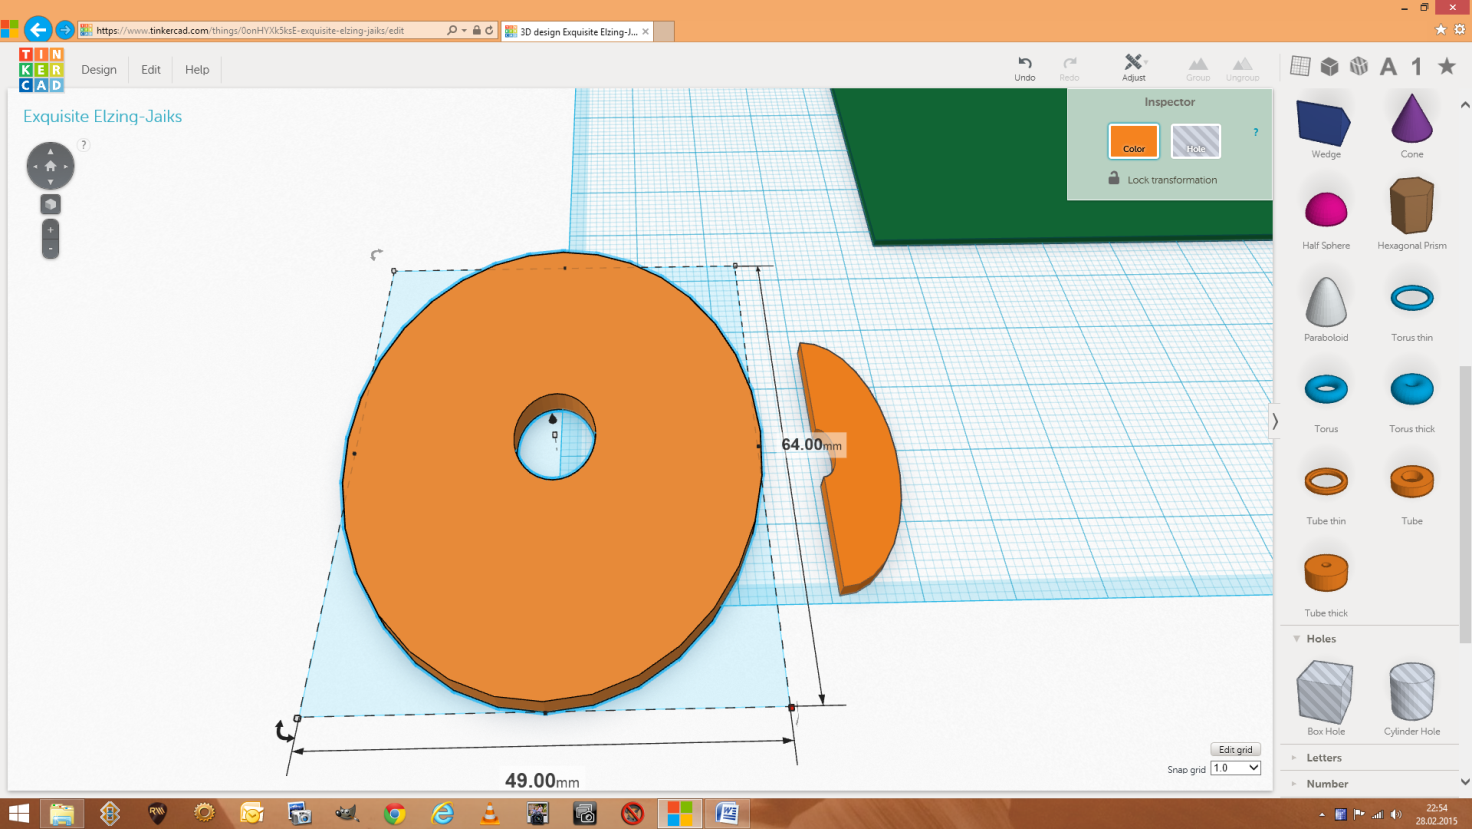 https://www.tinkercad.com/things/0onHYXk5ksE-exquisite-elzing-jaiks/edit
3D design Exquisite Elzing-J...
TINKERCAD
Design
Edit
Help
Undo
Redo
Adjust
Group
Ungroup
Exquisite Elzing-Jaiks
?
Inspector
Color
Hole
?
Lock transformation
64.00mm
49.00mm
Edit grid
Snap grid 1.0
Wedge
Cone
Half Sphere
Hexagonal Prism
Paraboloid
Torus thin
Torus
Torus thick
Tube thin
Tube
Tube thick
Holes
Box Hole
Cylinder Hole
Letters
Number
22:54
28.02.2015